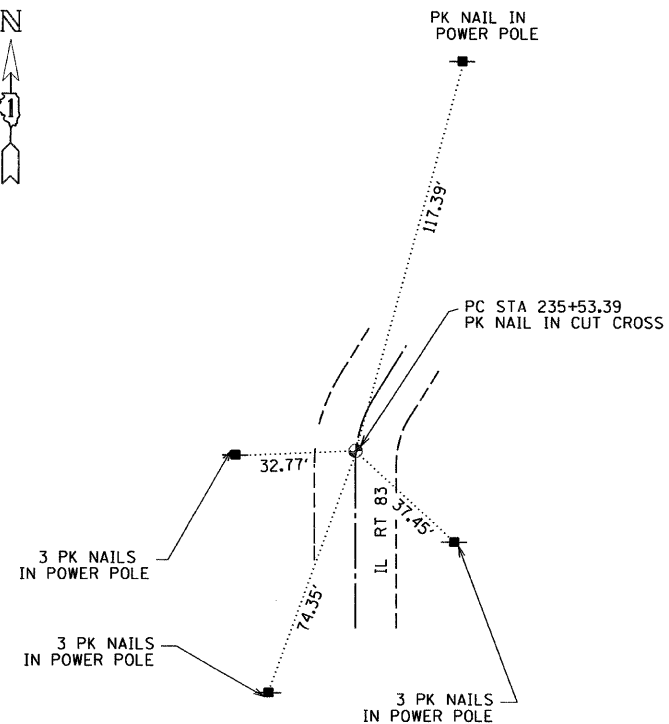 N
1
PK NAIL IN
POWER POLE
117.39'
PC STA 235+53.39
PK NAIL IN CUT CROSS
32.77'
37.45'
IL RT 83
3 PK NAILS
IN POWER POLE
74.35'
3 PK NAILS
IN POWER POLE
3 PK NAILS
IN POWER POLE